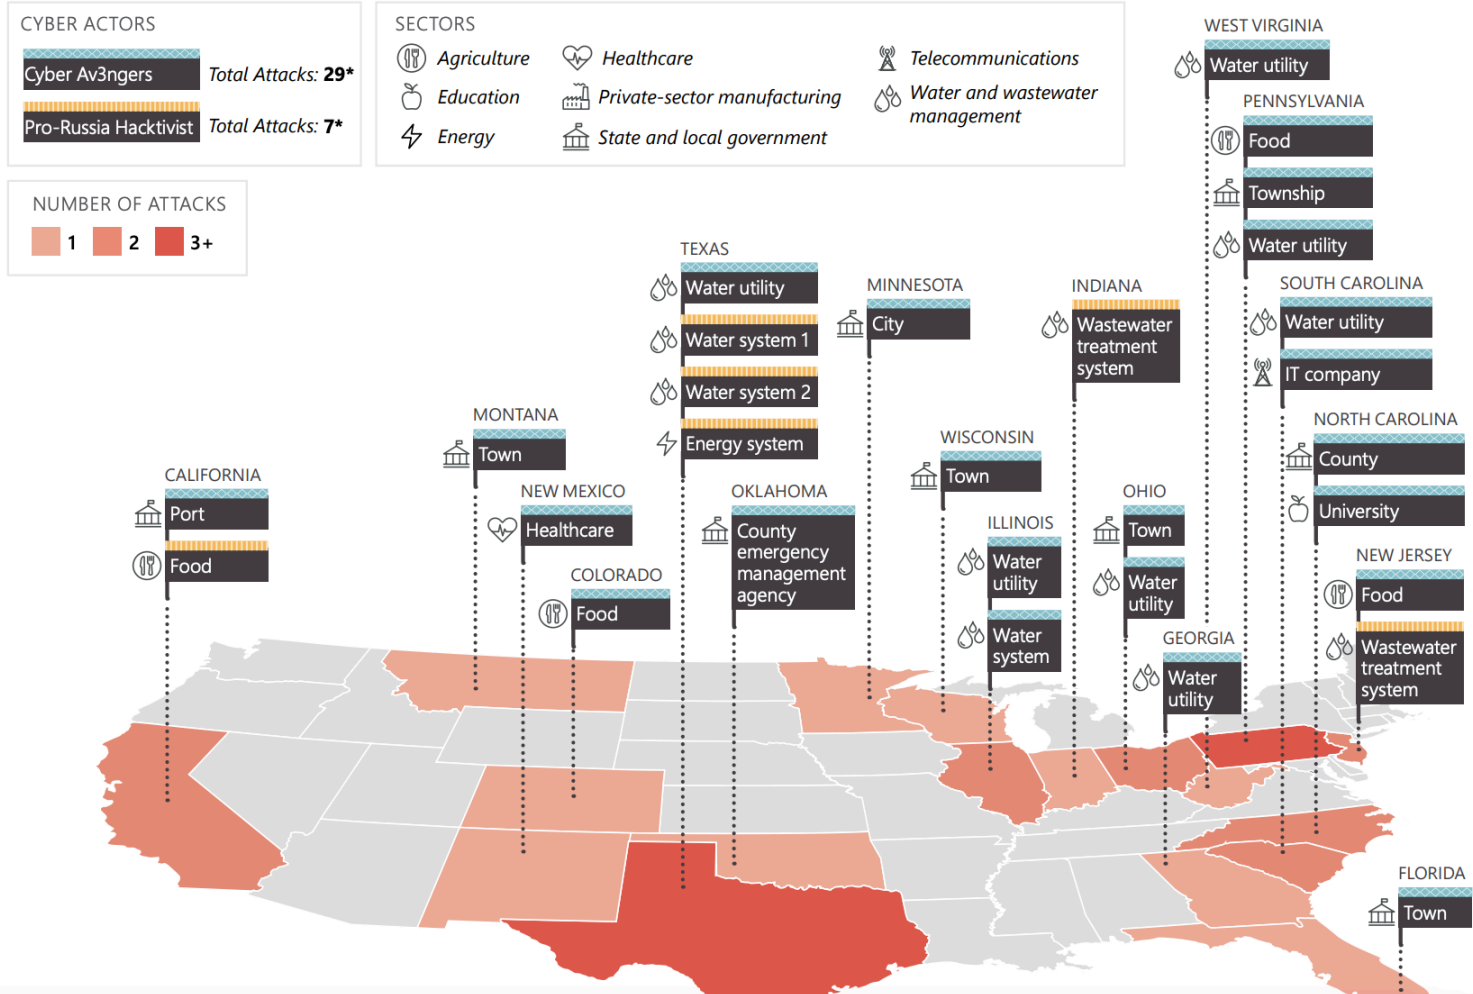 CYBER ACTORS
Cyber Av3ngers
Total Attacks: 29*
Pro-Russia Hacktivist
Total Attacks: 7*
SECTORS
Agriculture
Education
Energy
Healthcare
Private-sector manufacturing
State and local government
Telecommunications
Water and wastewater
management
NUMBER OF ATTACKS
1
2
3+
CALIFORNIA
Port
Food
MONTANA
Town
NEW MEXICO
Healthcare
COLORADO
Food
TEXAS
Water utility
Water system 1
Water system 2
Energy system
OKLAHOMA
County
emergency
management
agency
MINNESOTA
City
WISCONSIN
Town
ILLINOIS
Water
utility
Water
system
INDIANA
Wastewater
treatment
system
OHIO
Town
Water
utility
GEORGIA
Water
utility
WEST VIRGINIA
Water utility
PENNSYLVANIA
Food
Township
Water utility
SOUTH CAROLINA
Water utility
IT company
NORTH CAROLINA
County
University
NEW JERSEY
Food
Wastewater
treatment
system
FLORIDA
Town